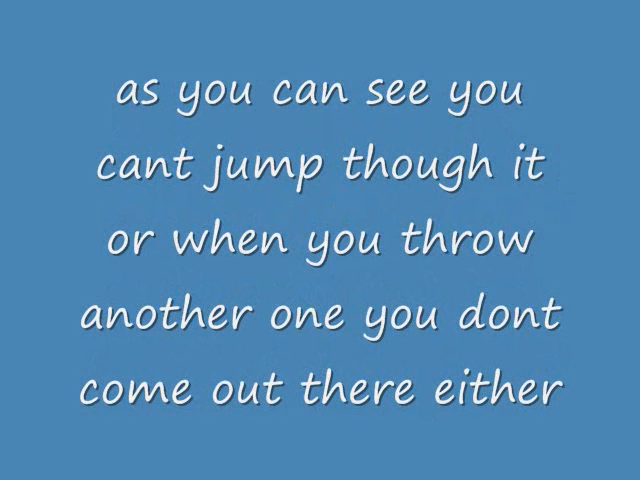 as you can see you
cant jump though it
or when you throw
another one you dont
come out there either